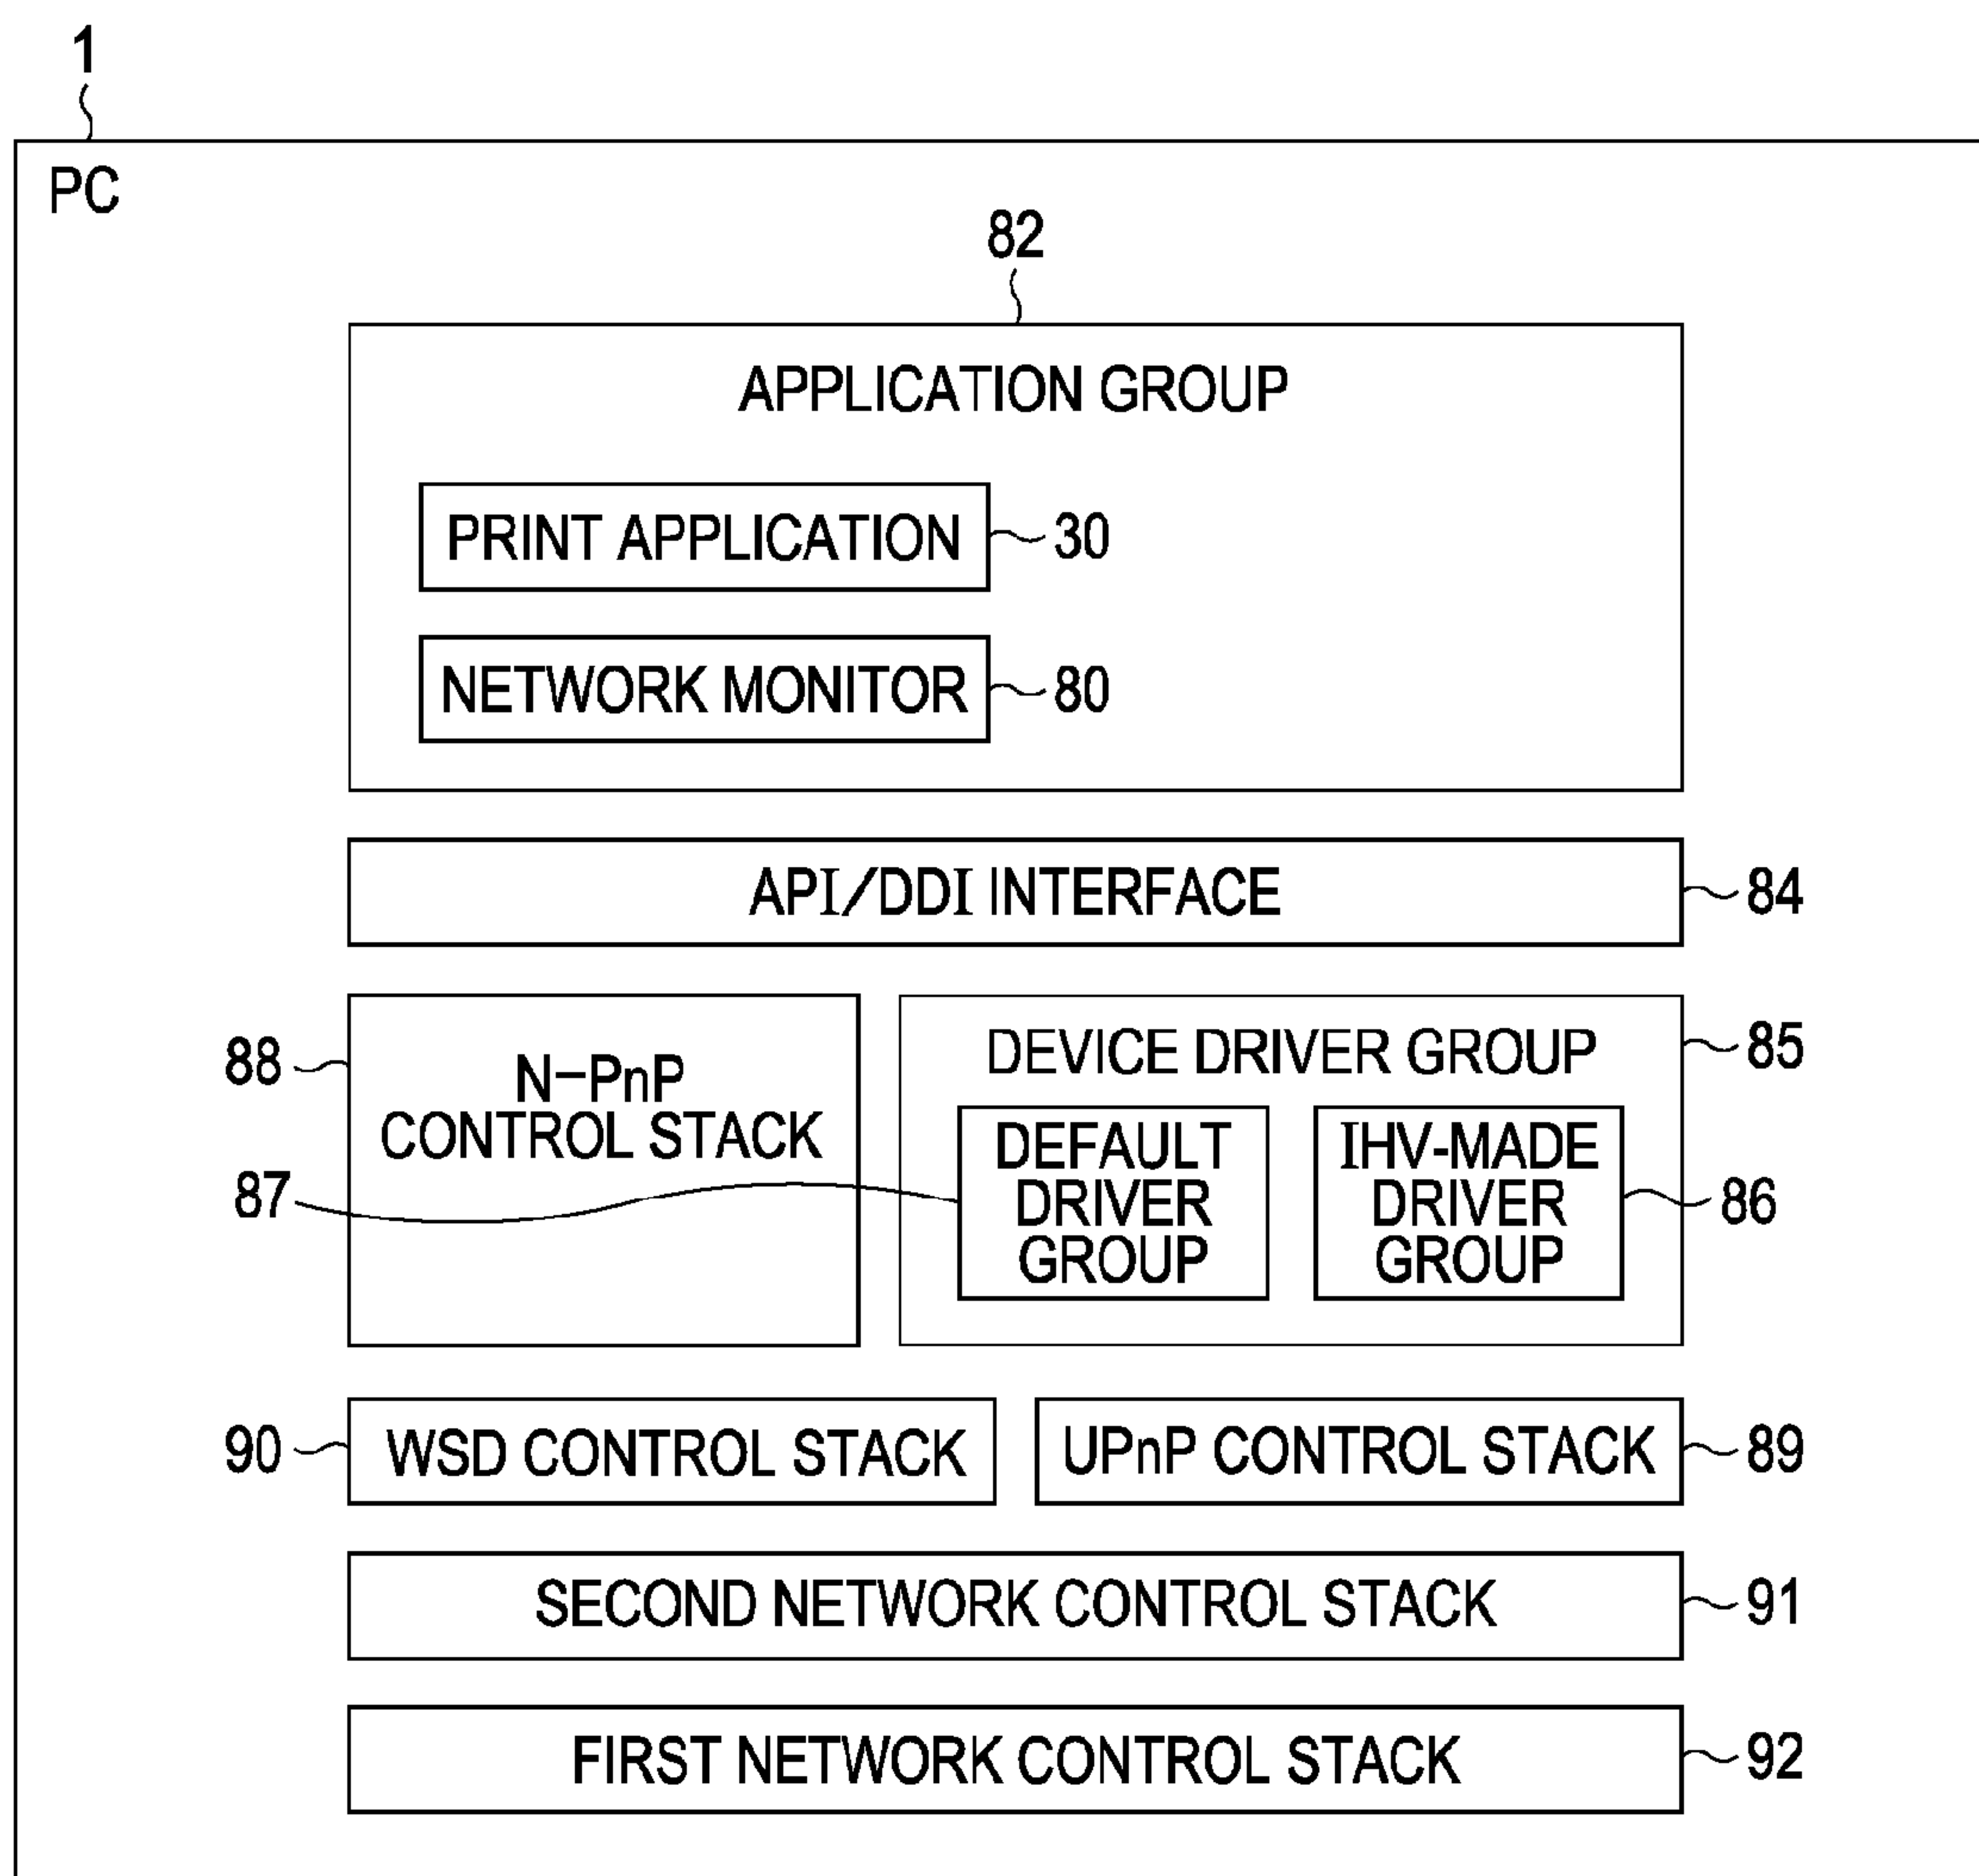 1
PC
82
APPLICATION GROUP
PRINT APPLICATION
30
NETWORK MONITOR
80
API/DDI INTERFACE
84
88
N-PnP
CONTROL STACK
87
DEVICE DRIVER GROUP
85
DEFAULT
DRIVER
GROUP
IHV-MADE
DRIVER
GROUP
86
90
WSD CONTROL STACK
UPnP CONTROL STACK
89
SECOND NETWORK CONTROL STACK
91
FIRST NETWORK CONTROL STACK
92